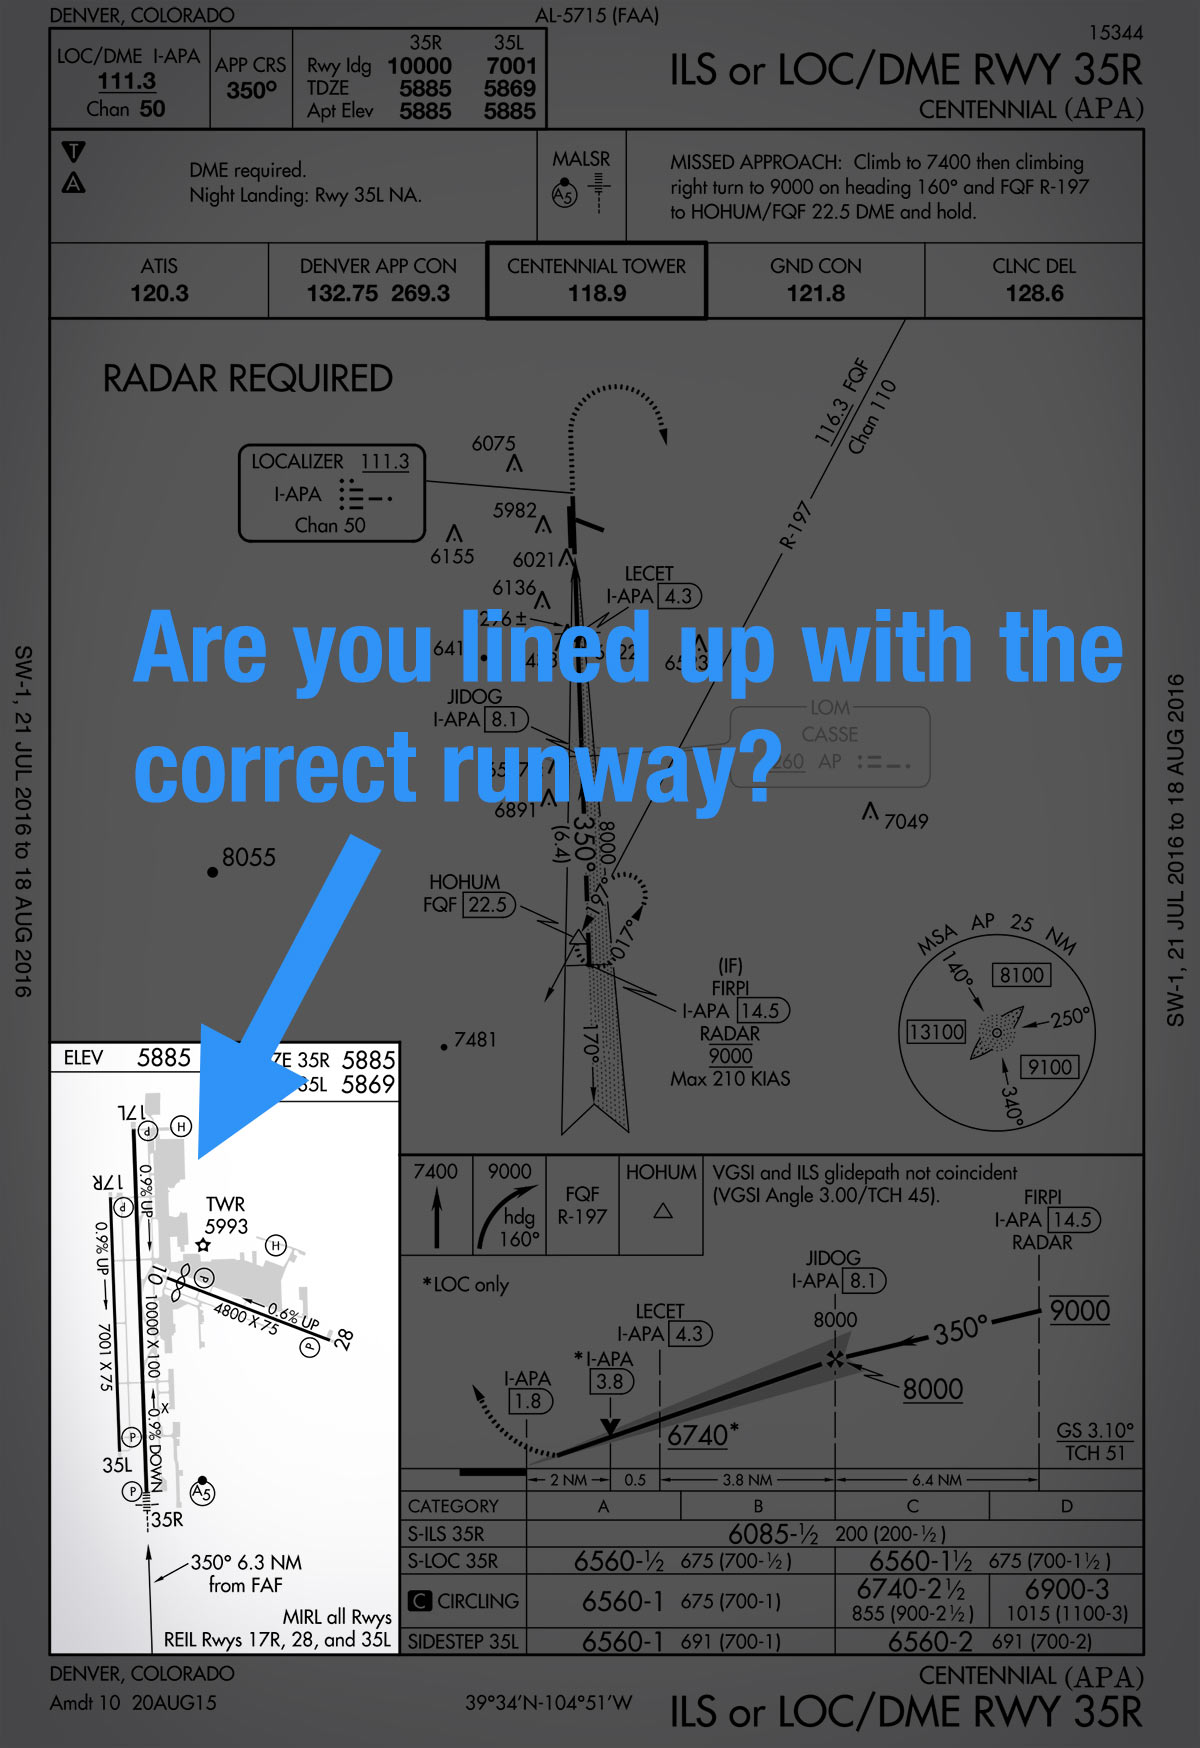 DENVER, COLORADO
AL-5715 (FAA)
15344
LOC/DME I-APA
111.3
Chan 50
APP CRS
350°
35R 35L
Rwy Idg 10000 7001
TDZE 5885 5869
Apt Elev 5885 5885
ILS or LOC/DME RWY 35R
CENTENNIAL (APA)
T
A
DME required.
Night Landing: Rwy 35L NA.
MALSR
A5
MISSED APPROACH: Climb to 7400 then climbing
right turn to 9000 on heading 160° and FQF R-197
to HOHUM/FQF 22.5 DME and hold.
ATIS
120.3
DENVER APP CON
132.75 269.3
CENTENNIAL TOWER
118.9
GND CON
121.8
CLNC DEL
128.6
RADAR REQUIRED
116.3 FQF
Chan 110
R-197
LOCALIZER 111.3
I-APA
Chan 50
6075
5982
6155
6021
6136
LECET
I-APA 4.3
Are you lined up with the
correct runway?
JIDOG
I-APA 8.1
LOM
CASSE
AP
6891
7049
8055
350°
(6.4)
8000
HOHUM
FQF 22.5
017°
(IF)
FIRPI
I-APA 14.5
RADAR
9000
Max 210 KIAS
170°
7481
MSA AP 25 NM
140°
8100
250°
13100
9100
340°
SW-1, 21 JUL 2016 to 18 AUG 2016
SW-1, 21 JUL 2016 to 18 AUG 2016
ELEV 5885
35R 5885
5869
17L
P
H
17R
P
0.9% UP
0.9% UP
TWR
5993
H
P
10
0.6% UP
4800 X 75
28
P
10000 X 100
7001 X 75
X
0.9% DOWN
P
35L
P
A5
35R
350° 6.3 NM
from FAF
MIRL all Rwys
REIL Rwys 17R, 28, and 35L
7400
9000
hdg
160°
FQF
R-197
HOHUM
VGSI and ILS glidepath not coincident
(VGSI Angle 3.00/TCH 45).
FIRPI
I-APA 14.5
RADAR
*LOC only
JIDOG
I-APA 8.1
LECET
I-APA 4.3
8000
350°
9000
*I-APA
3.8
I-APA
1.8
8000
6740*
GS 3.10°
TCH 51
2 NM 0.5 3.8 NM 6.4 NM
CATEGORY A B C D
S-ILS 35R 6085-½ 200 (200-½)
S-LOC 35R 6560-½ 675 (700-½) 6560-1½ 675 (700-1½)
C CIRCLING 6560-1 675 (700-1) 6740-2½ 855 (900-2½) 6900-3 1015 (1100-3)
SIDESTEP 35L 6560-1 691 (700-1) 6560-2 691 (700-2)
DENVER, COLORADO
Amdt 10 20AUG15
39°34'N-104°51'W
CENTENNIAL (APA)
ILS or LOC/DME RWY 35R